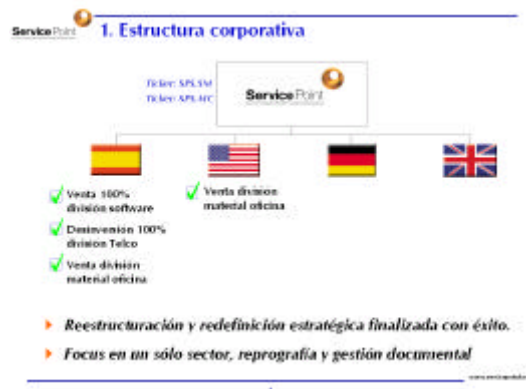 ServicePoint
1. Estructura corporativa
Ticker: SPS.SM
Ticker: SPS.MC
ServicePoint
Venta 100%
división software
Desinversión 100%
división Telco
Venta división
material oficina
Venta división
material oficina
Reestructuración y redefinición estratégica finalizada con éxito.
Focus en un sólo sector, reprografía y gestión documental